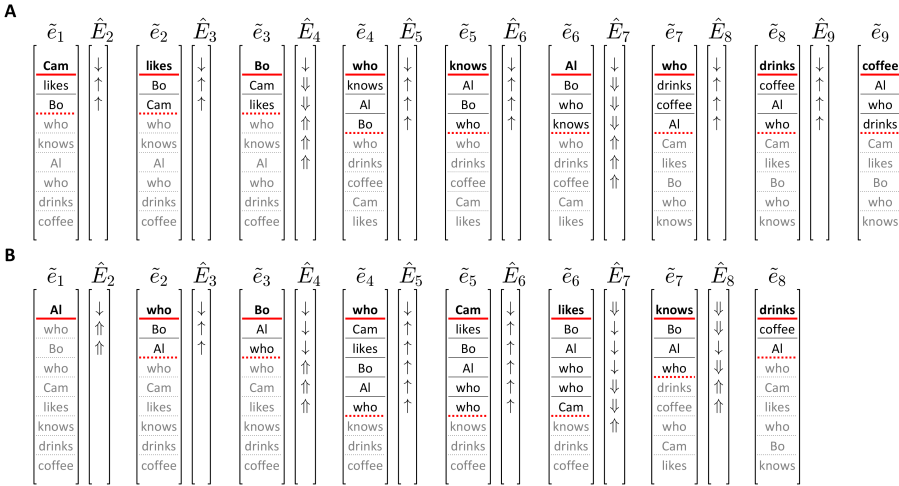 A
ẽ₁ Ê₂ ẽ₂ Ê₃ ẽ₃ Ê₄ ẽ₄ Ê₅ ẽ₅ Ê₆ ẽ₆ Ê₇ ẽ₇ Ê₈ ẽ₈ Ê₉ ẽ₉
Cam ↓ likes ↓ Bo ↓ who ↓ knows ↓ Al ↓ who ↓ drinks ↓ coffee
likes ↑ Bo ↑ Cam ⇓ knows ↑ Al ↑ Bo ⇓ drinks ↑ coffee ↑ Al
Bo ↑ Cam ↑ likes ⇓ Al ↑ Bo ↑ who ⇓ coffee ↑ Al ↑ who
who who who ⇑ Bo ↑ who ↑ knows ⇓ Al ↑ who ↑ drinks
knows knows knows ⇑ who who who ⇑ Cam Cam Cam
Al Al Al ⇑ drinks drinks drinks ⇑ likes likes likes
who who who coffee coffee coffee ⇑ Bo Bo Bo
drinks drinks drinks Cam Cam Cam who who who
coffee coffee coffee likes likes likes knows knows knows
B
ẽ₁ Ê₂ ẽ₂ Ê₃ ẽ₃ Ê₄ ẽ₄ Ê₅ ẽ₅ Ê₆ ẽ₆ Ê₇ ẽ₇ Ê₈ ẽ₈
Al ↓ who ↓ Bo ↓ who ↓ Cam ↓ likes ⇓ knows ⇓ drinks
who ⇑ Bo ↑ Al ↓ Cam ↑ likes ↑ Bo ↓ Bo ⇓ coffee
Bo ⇑ Al ↑ who ↓ likes ↑ Bo ↑ Al ↓ Al ↓ Al
who who who ⇑ Bo ↑ Al ↑ who ↓ who ⇓ who
Cam Cam Cam ⇑ Al ↑ who ↑ who ⇓ drinks ⇑ Cam
likes likes likes ⇑ who ↑ who ↑ Cam ⇓ coffee ⇑ likes
knows knows knows knows knows knows ⇑ who who
drinks drinks drinks drinks drinks drinks Cam Bo
coffee coffee coffee coffee coffee coffee likes knows